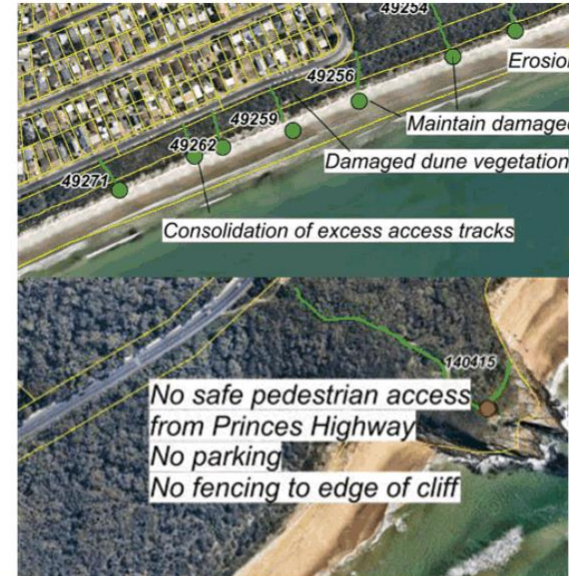 49254
Erosion
49256
49259
Maintain damaged
49262
Damaged dune vegetation
49271
Consolidation of excess access tracks
140415
No safe pedestrian access
from Princes Highway
No parking
No fencing to edge of cliff